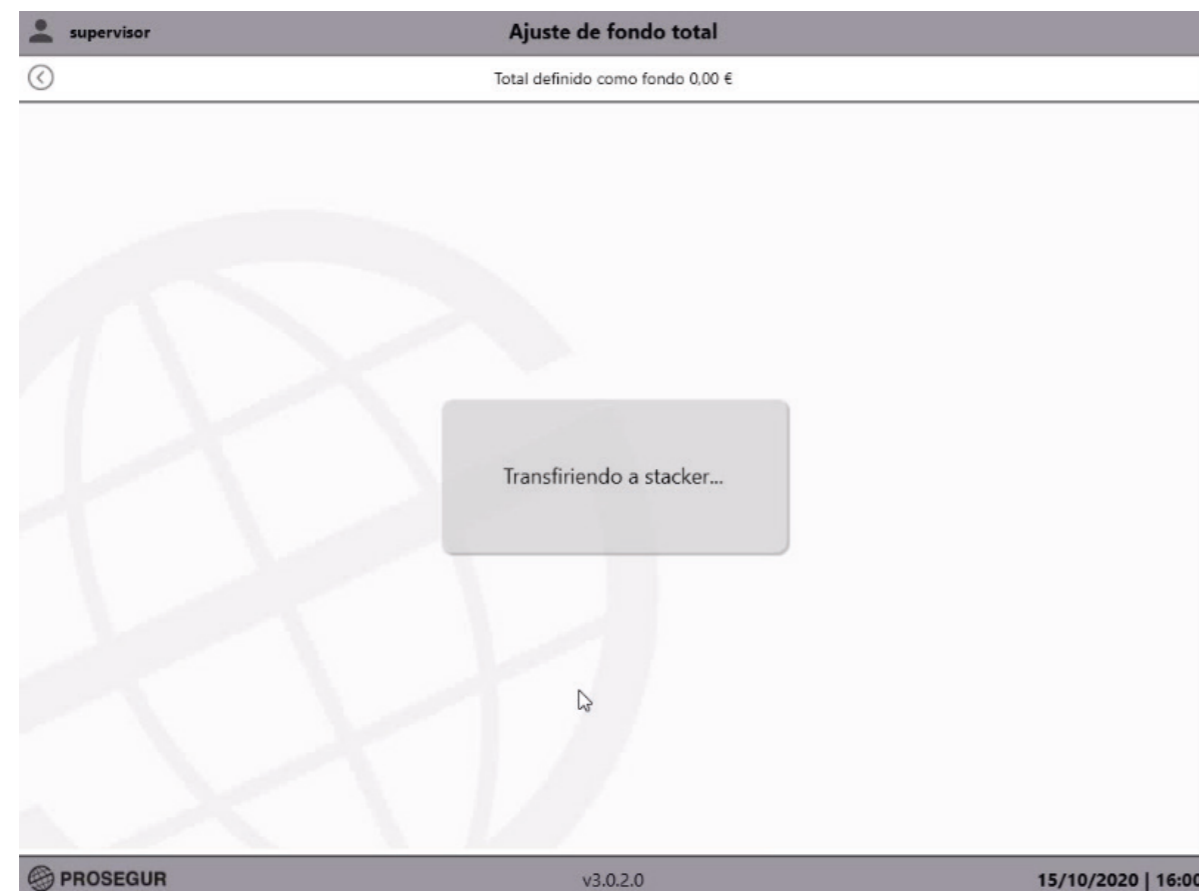 supervisor
Ajuste de fondo total
Total definido como fondo 0,00 €
Transfiriendo a stacker...
PROSEGUR
v3.0.2.0
15/10/2020 | 16:00